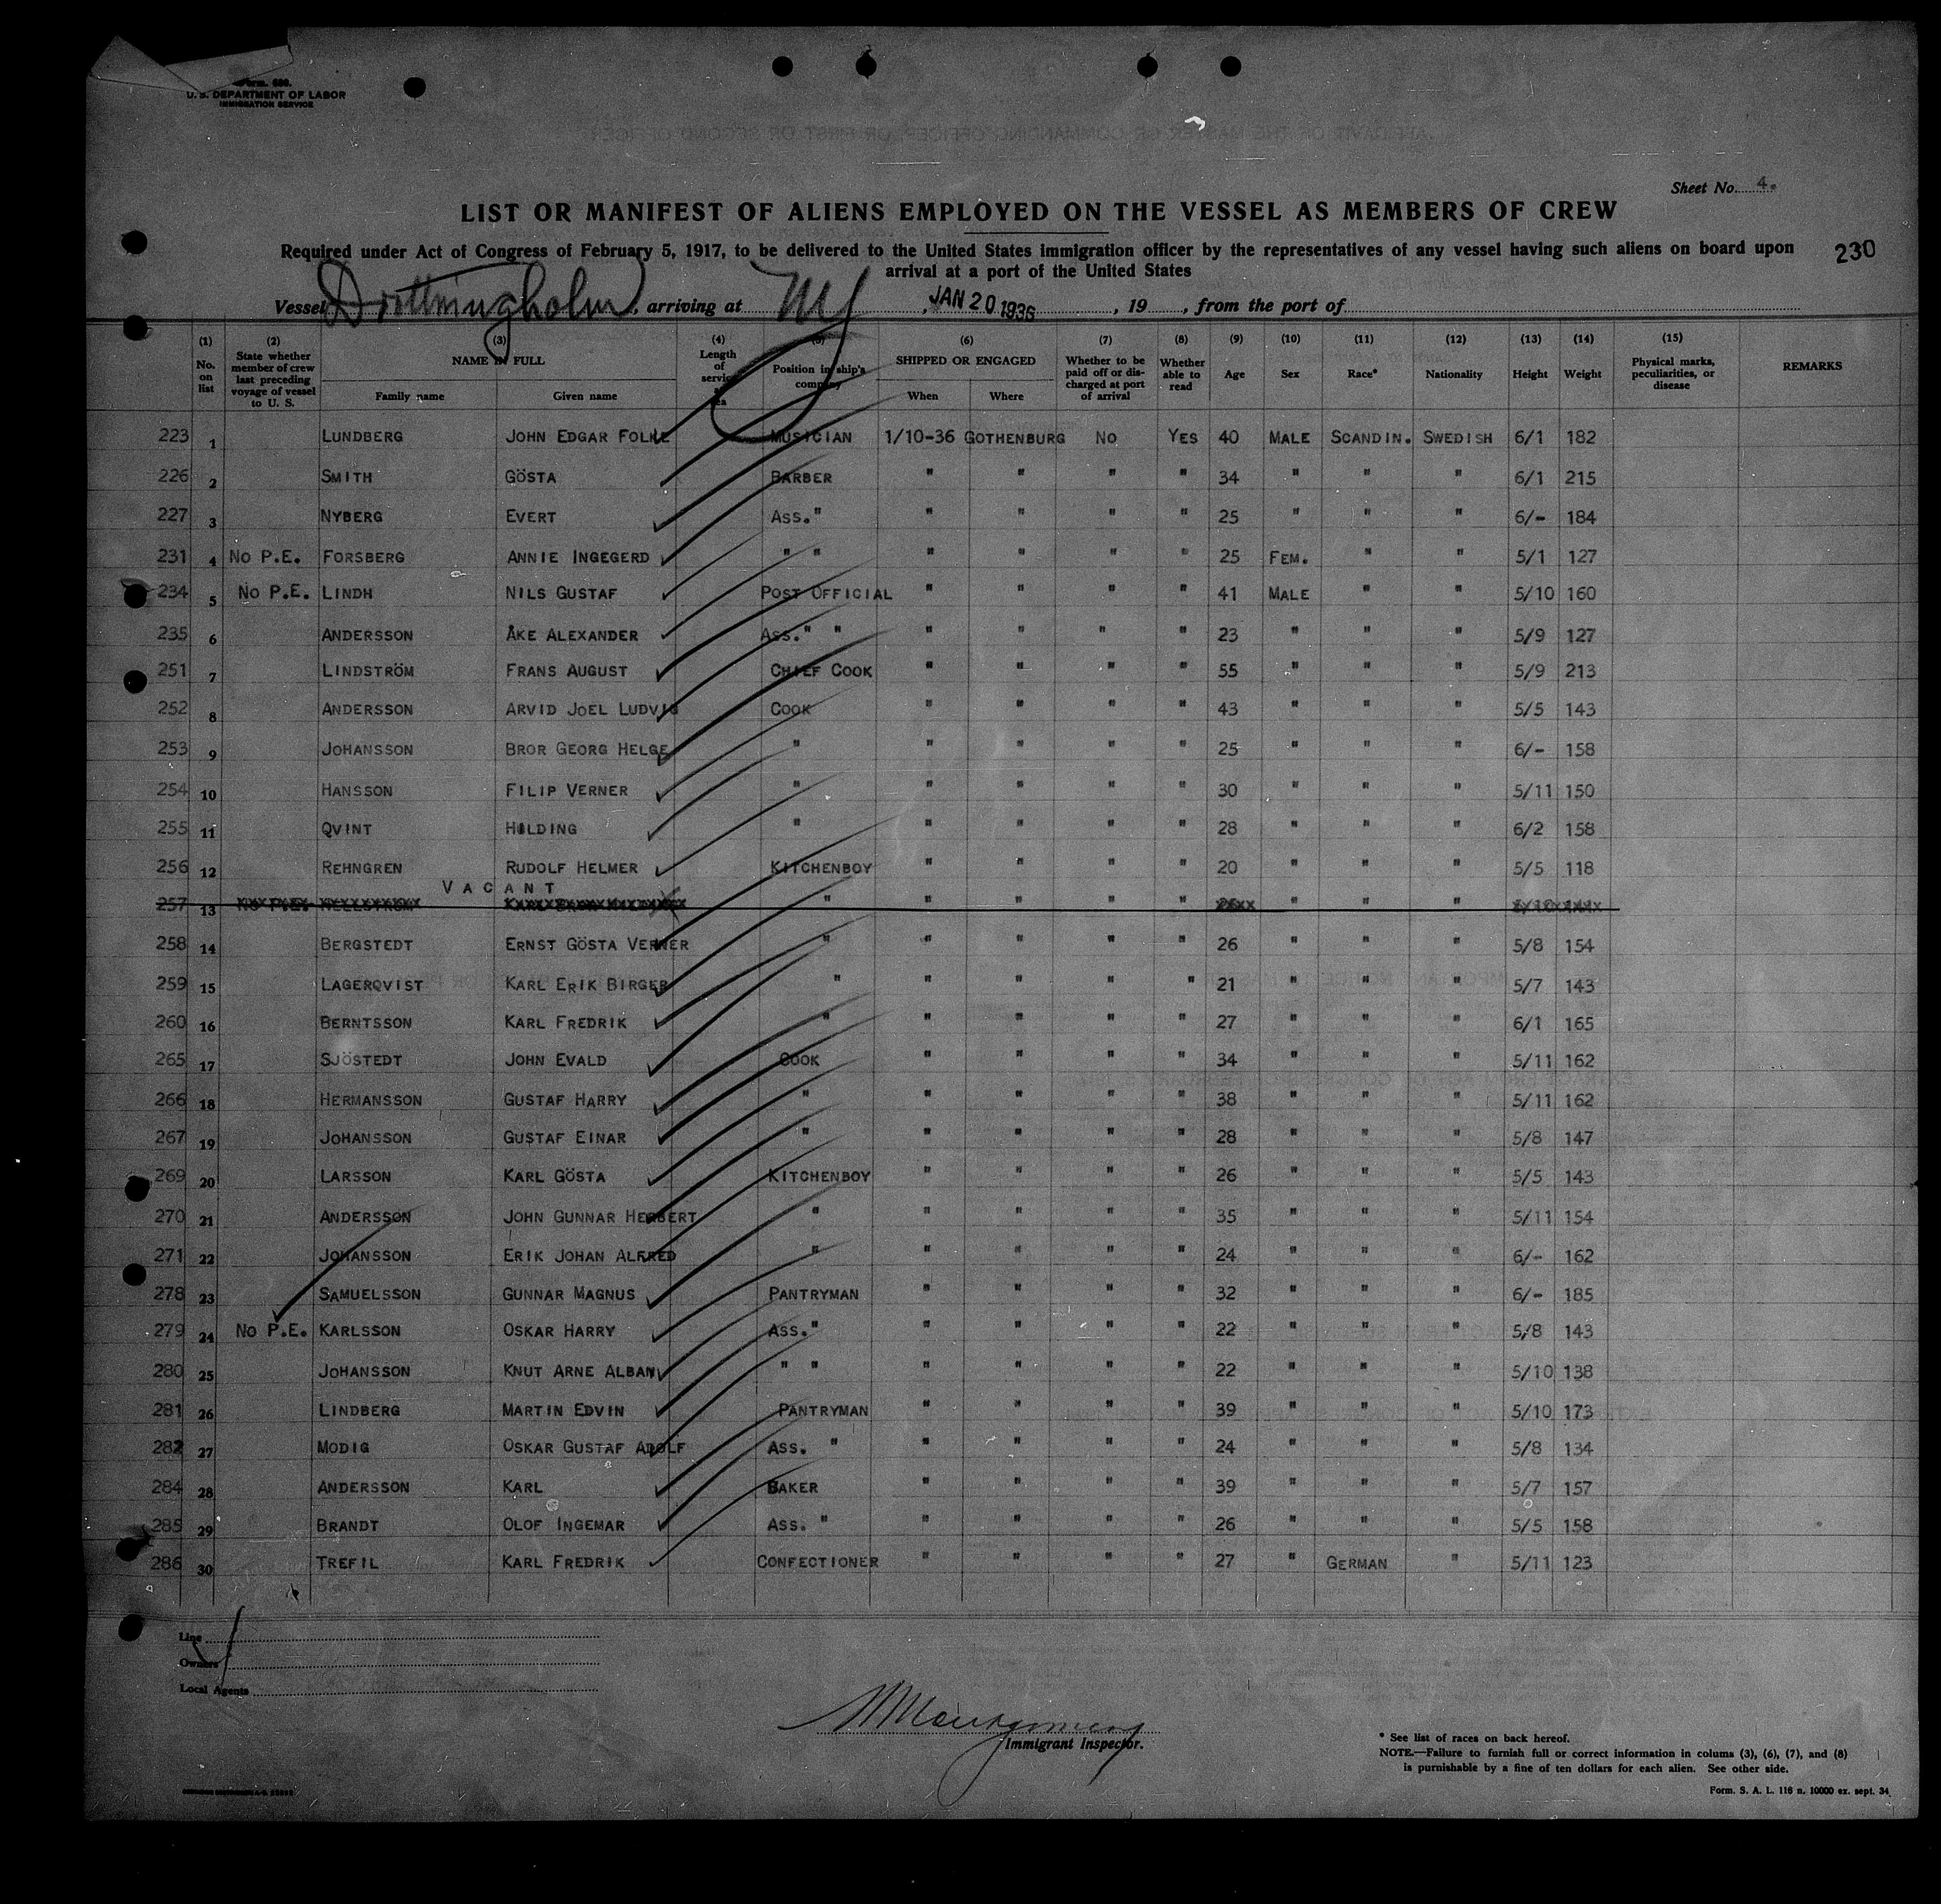 Form. 680.
U. S. DEPARTMENT OF LABOR
IMMIGRATION SERVICE
Sheet No. 4.
LIST OR MANIFEST OF ALIENS EMPLOYED ON THE VESSEL AS MEMBERS OF CREW
Required under Act of Congress of February 5, 1917, to be delivered to the United States immigration officer by the representatives of any vessel having such aliens on board upon
arrival at a port of the United States
230
Vessel Drottningholm, arriving at NY, JAN 20 1936, 19 , from the port of
(1) No. on list (2) State whether member of crew last preceding voyage of vessel to U. S. (3) NAME IN FULL Family name Given name (4) Length of service at sea (5) Position in ship's company (6) SHIPPED OR ENGAGED When Where (7) Whether to be paid off or discharged at port of arrival (8) Whether able to read (9) Age (10) Sex (11) Race* (12) Nationality (13) Height (14) Weight (15) Physical marks, peculiarities, or disease REMARKS
223 1 LUNDBERG JOHN EDGAR FOLKE MUSICIAN 1/10-36 GOTHENBURG NO YES 40 MALE SCANDIN. SWEDISH 6/1 182
226 2 SMITH GÖSTA BARBER " " " " 34 " " " 6/1 215
227 3 NYBERG EVERT ASS." " " " " 25 " " " 6/- 184
231 4 NO P.E. FORSBERG ANNIE INGEGERD " " " " " " 25 FEM. " " 5/1 127
234 5 NO P.E. LINDH NILS GUSTAF POST OFFICIAL " " " " 41 MALE " " 5/10 160
235 6 ANDERSSON ÅKE ALEXANDER ASS." " " " " " 23 " " " 5/9 127
251 7 LINDSTRÖM FRANS AUGUST CHIEF COOK " " " " 55 " " " 5/9 213
252 8 ANDERSSON ARVID JOEL LUDVIG COOK " " " " 43 " " " 5/5 143
253 9 JOHANSSON BROR GEORG HELGE " " " " " 25 " " " 6/- 158
254 10 HANSSON FILIP VERNER " " " " " 30 " " " 5/11 150
255 11 QVINT HILDING " " " " " 28 " " " 6/2 158
256 12 REHNGREN RUDOLF HELMER KITCHENBOY " " " " 20 " " " 5/5 118
VACANT
257 13 NO P.E. " " " " " " " "
258 14 BERGSTEDT ERNST GÖSTA VERNER " " " " " 26 " " " 5/8 154
259 15 LAGERQVIST KARL ERIK BIRGER " " " " " 21 " " " 5/7 143
260 16 BERNTSSON KARL FREDRIK " " " " " 27 " " " 6/1 165
265 17 SJÖSTEDT JOHN EVALD COOK " " " " 34 " " " 5/11 162
266 18 HERMANSSON GUSTAF HARRY " " " " " 38 " " " 5/11 162
267 19 JOHANSSON GUSTAF EINAR " " " " " 28 " " " 5/8 147
269 20 LARSSON KARL GÖSTA KITCHENBOY " " " " 26 " " " 5/5 143
270 21 ANDERSSON JOHN GUNNAR HERBERT " " " " " 35 " " " 5/11 154
271 22 JOHANSSON ERIK JOHAN ALFRED " " " " " 24 " " " 6/- 162
278 23 SAMUELSSON GUNNAR MAGNUS PANTRYMAN " " " " 32 " " " 6/- 185
279 24 NO P.E. KARLSSON OSKAR HARRY ASS." " " " " 22 " " " 5/8 143
280 25 JOHANSSON KNUT ARNE ALBAN " " " " " " 22 " " " 5/10 138
281 26 LINDBERG MARTIN EDVIN PANTRYMAN " " " " 39 " " " 5/10 173
282 27 MODIG OSKAR GUSTAF ADOLF ASS. " " " " " 24 " " " 5/8 134
284 28 ANDERSSON KARL BAKER " " " " 39 " " " 5/7 157
285 29 BRANDT OLOF INGEMAR ASS. " " " " " 26 " " " 5/5 158
286 30 TREFIL KARL FREDRIK CONFECTIONER " " " " 27 " GERMAN " 5/11 123
Line
Owners
Local Agents
Montgomery
Immigrant Inspector.
* See list of races on back hereof.
NOTE.—Failure to furnish full or correct information in colums (3), (6), (7), and (8)
is purnishable by a fine of ten dollars for each alien. See other side.
Form. S. A. L. 116 n. 10000 ex. sept. 34